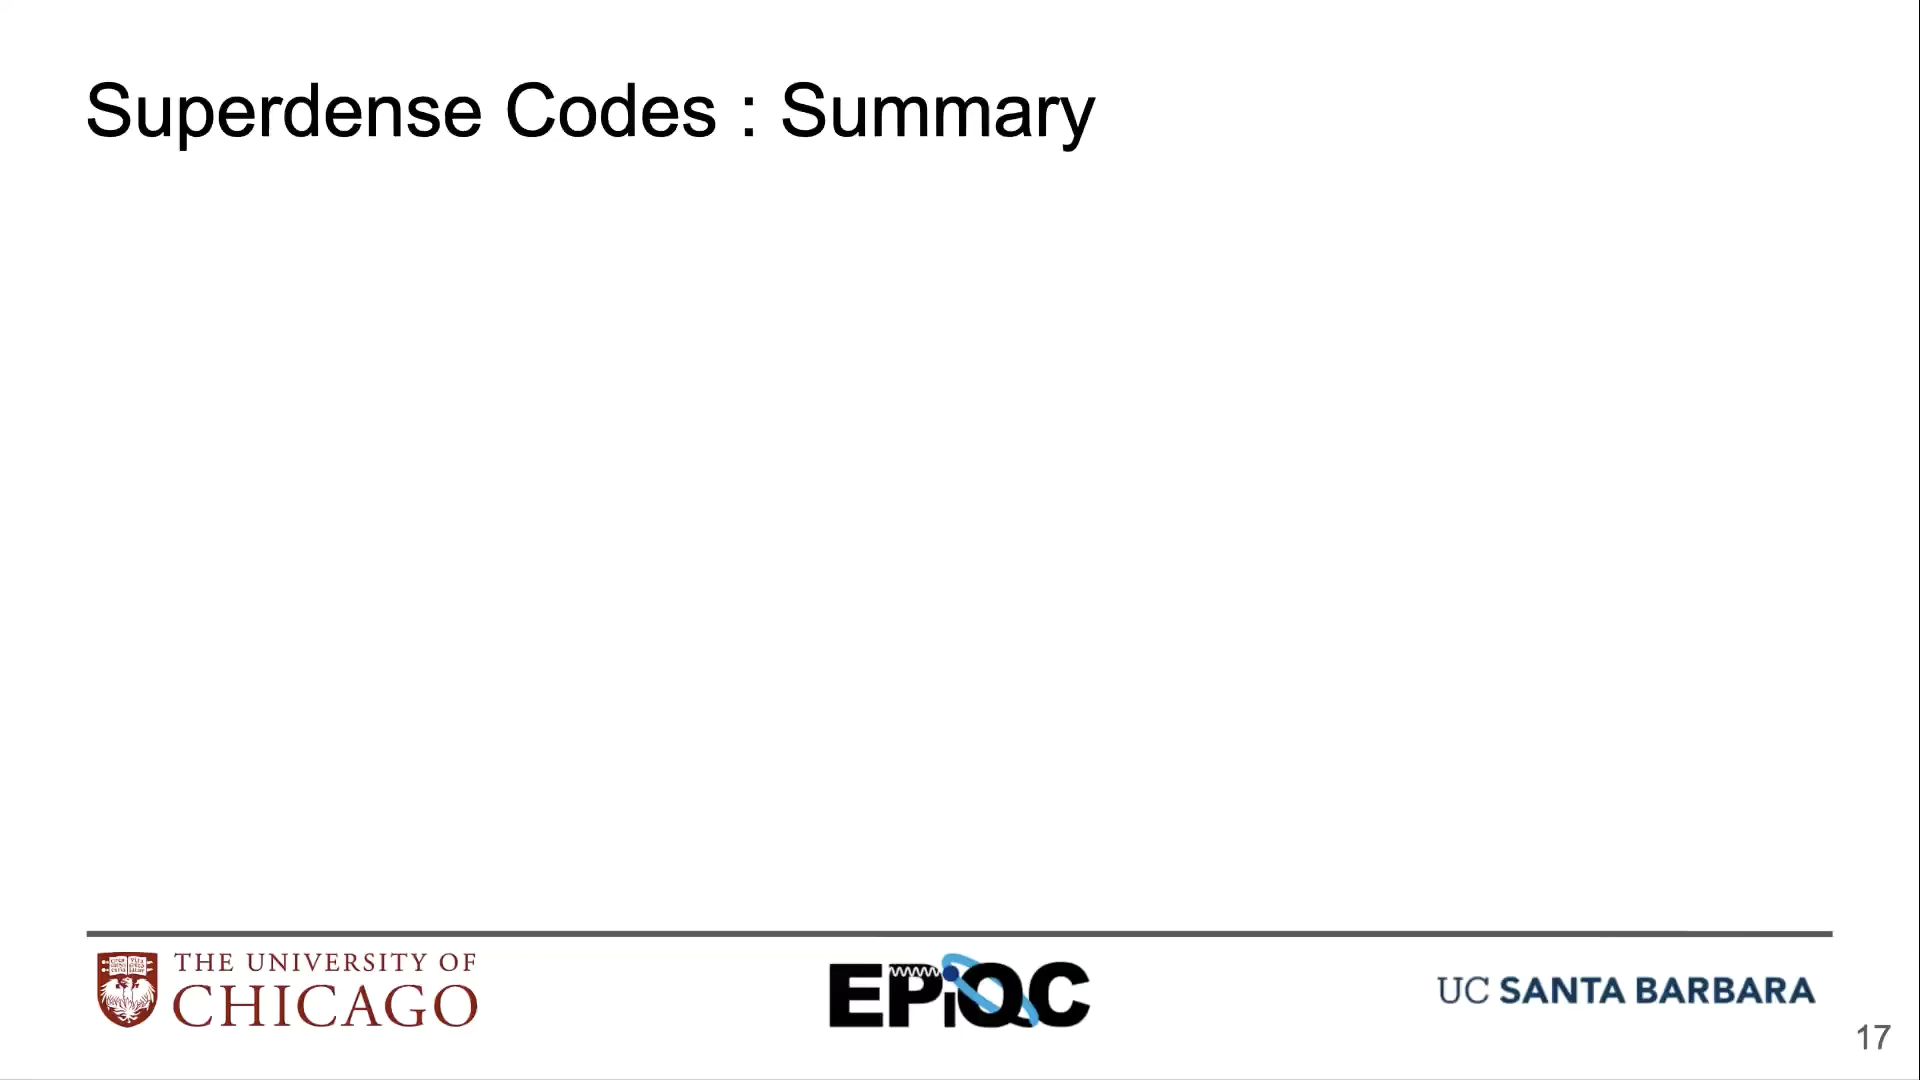 Superdense Codes : Summary
THE UNIVERSITY OF
CHICAGO
EPiQC
UC SANTA BARBARA
17